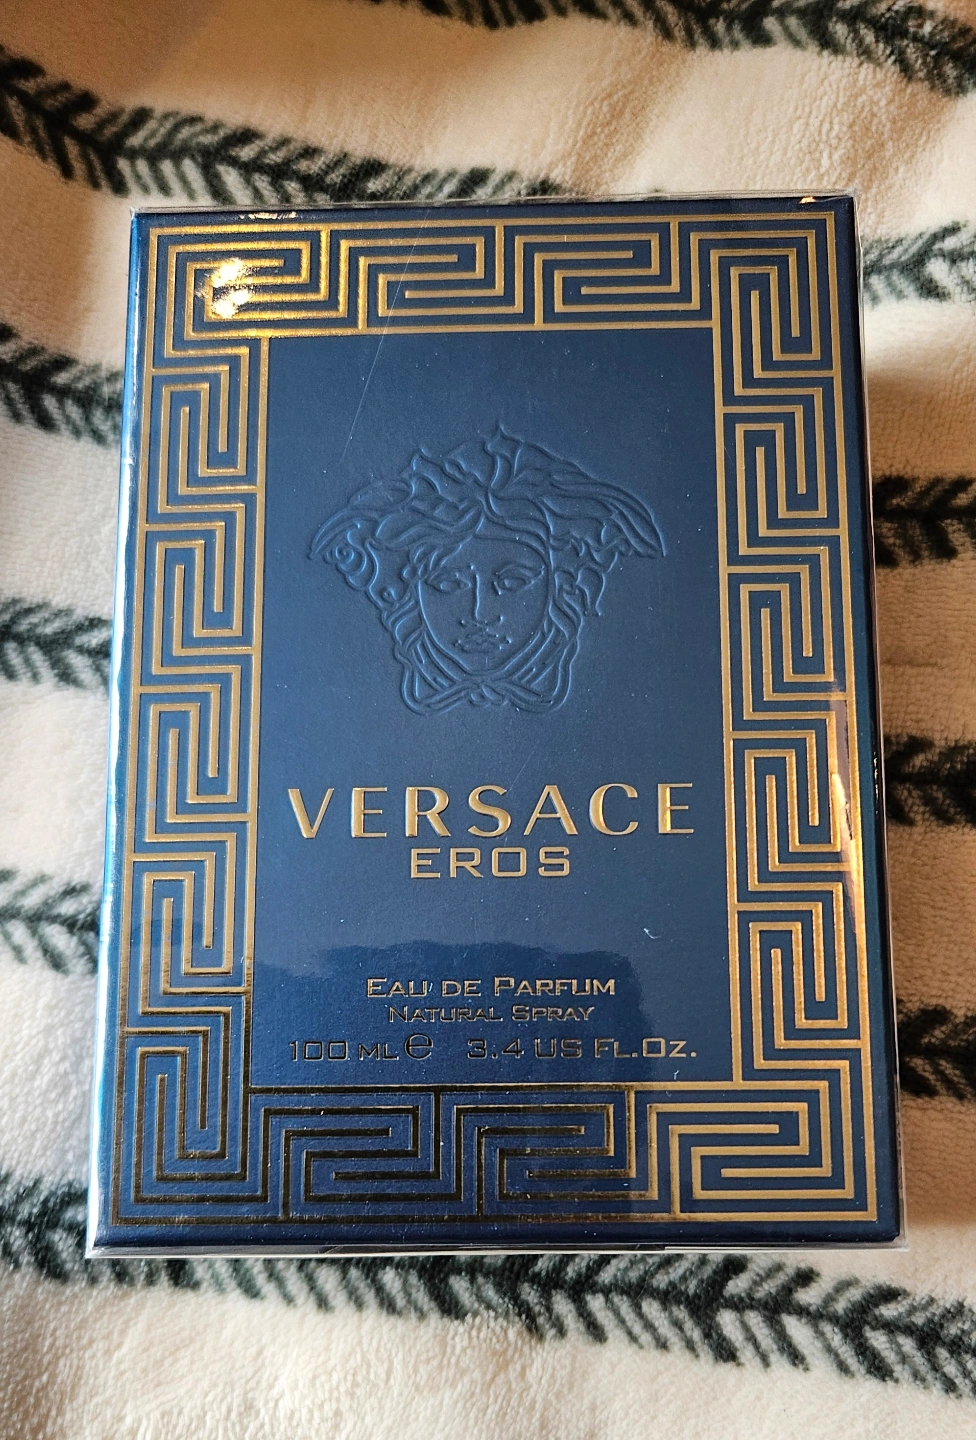 VERSACE
EROS
EAU DE PARFUM
NATURAL SPRAY
100 ML ℮ 3.4 US FL.OZ.